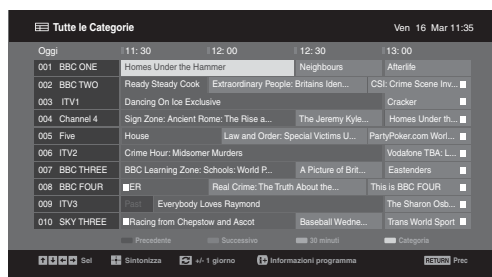 Tutte le Categorie Ven 16 Mar 11:35
Oggi 11:30 12:00 12:30 13:00
001 BBC ONE Homes Under the Hammer Neighbours Afterlife
002 BBC TWO Ready Steady Cook Extraordinary People: Britains Iden... CSI: Crime Scene Inv...
003 ITV1 Dancing On Ice Exclusive Cracker
004 Channel 4 Sign Zone: Ancient Rome: The Rise a... The Jeremy Kyle... Homes Under th...
005 Five House Law and Order: Special Victims U... PartyPoker.com Worl...
006 ITV2 Crime Hour: Midsomer Murders Vodafone TBA: L...
007 BBC THREE BBC Learning Zone: Schools: World P... A Picture of Brit... Eastenders
008 BBC FOUR ER Real Crime: The Truth About the... This is BBC FOUR
009 ITV3 Past Everybody Loves Raymond The Sharon Osb...
010 SKY THREE Racing from Chepstow and Ascot Baseball Wedne... Trans World Sport
Precedente Successivo 30 minuti Categoria
Sel Sintonizza +/- 1 giorno Informazioni programma RETURN Prec